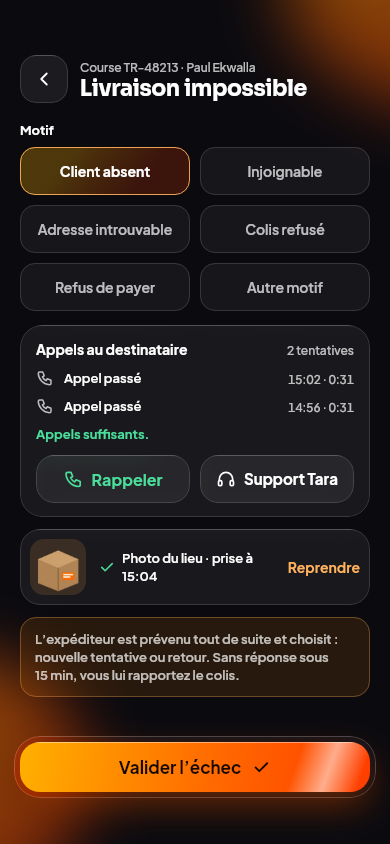 Course TR-48213 · Paul Ekwalla
Livraison impossible
Motif
Client absent
Injoignable
Adresse introuvable
Colis refusé
Refus de payer
Autre motif
Appels au destinataire
2 tentatives
Appel passé
15:02 · 0:31
Appel passé
14:56 · 0:31
Appels suffisants.
Rappeler
Support Tara
Photo du lieu · prise à
15:04
Reprendre
L’expéditeur est prévenu tout de suite et choisit :
nouvelle tentative ou retour. Sans réponse sous
15 min, vous lui rapportez le colis.
Valider l’échec